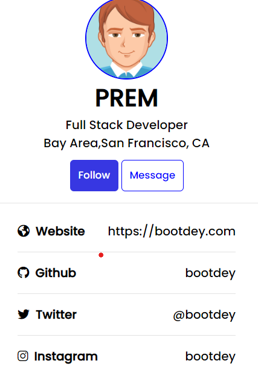 PREM
Full Stack Developer
Bay Area,San Francisco, CA
Follow Message
Website https://bootdey.com
Github bootdey
Twitter @bootdey
Instagram bootdey